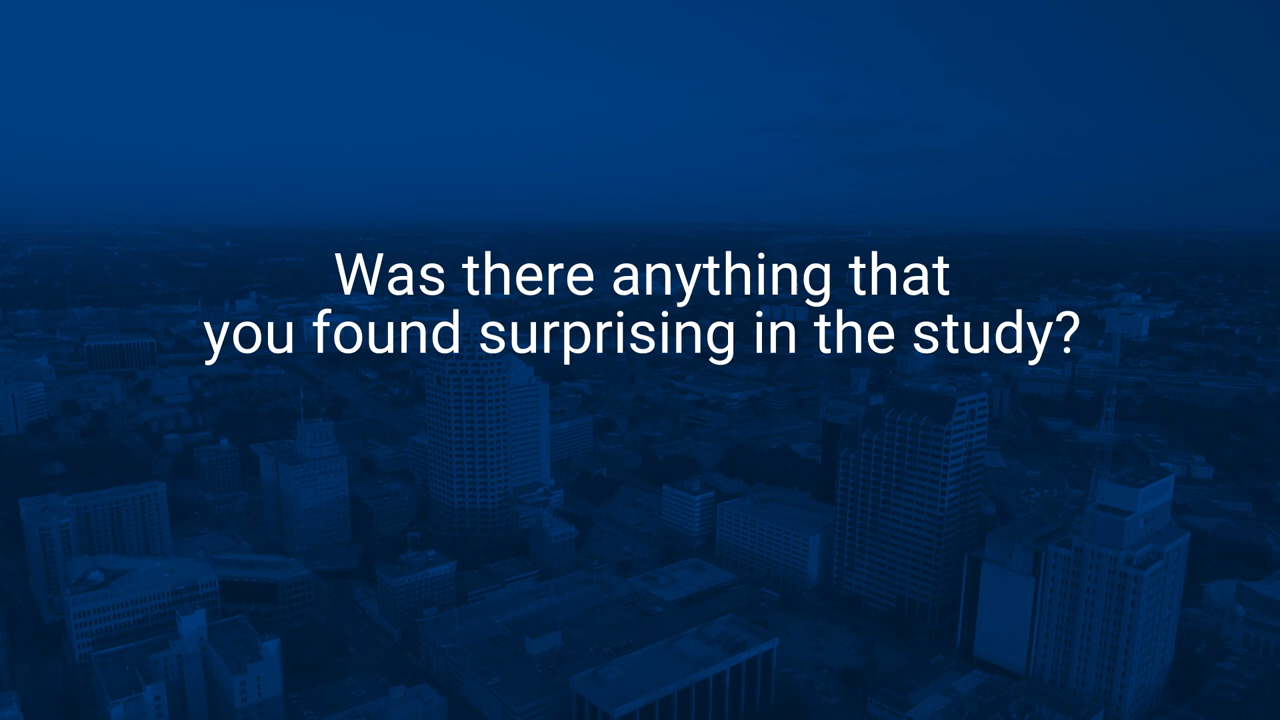 Was there anything that
you found surprising in the study?